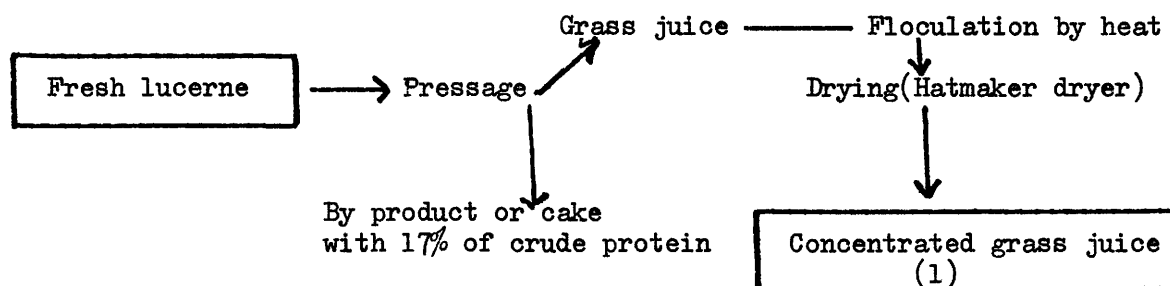 Grass juice
Floculation by heat
Fresh lucerne
Pressage
Drying(Hatmaker dryer)
By product or cake
with 17% of crude protein
Concentrated grass juice
(1)